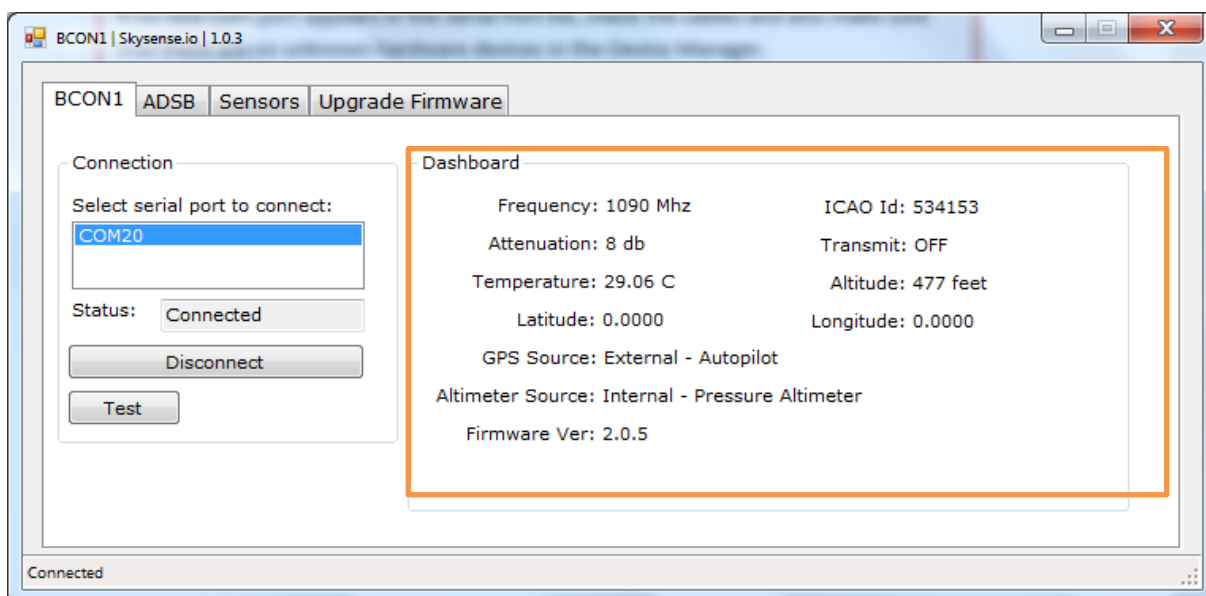 BCON1 | Skysense.io | 1.0.3
BCON1 ADSB Sensors Upgrade Firmware
Connection
Select serial port to connect:
COM20
Status: Connected
Disconnect
Test
Dashboard
Frequency: 1090 Mhz ICAO Id: 534153
Attenuation: 8 db Transmit: OFF
Temperature: 29.06 C Altitude: 477 feet
Latitude: 0.0000 Longitude: 0.0000
GPS Source: External - Autopilot
Altimeter Source: Internal - Pressure Altimeter
Firmware Ver: 2.0.5
Connected